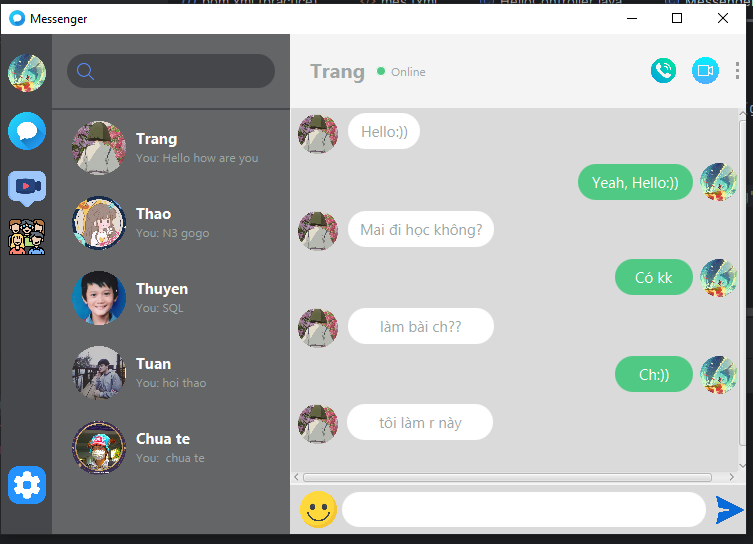 Messenger
Trang
You: Hello how are you
Thao
You: N3 gogo
Thuyen
You: SQL
Tuan
You: hoi thao
Chua te
You:  chua te
Trang
Online
Hello:))
Yeah, Hello:))
Mai đi học không?
Có kk
làm bài ch??
Ch:))
tôi làm r này